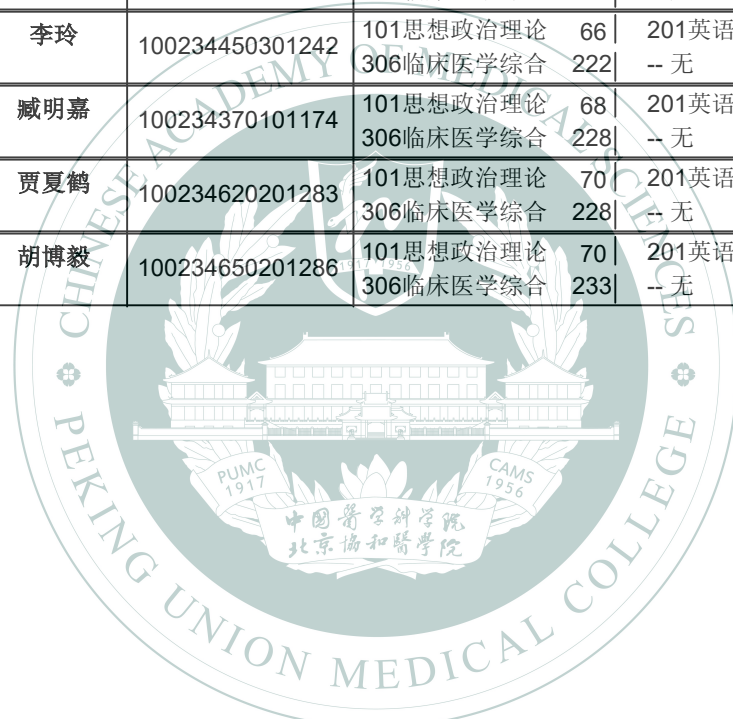 李玲 100234450301242 101思想政治理论 66 201英语
306临床医学综合 222 -- 无
臧明嘉 100234370101174 101思想政治理论 68 201英语
306临床医学综合 228 -- 无
贾夏鹤 100234620201283 101思想政治理论 70 201英语
306临床医学综合 228 -- 无
胡博毅 100234650201286 101思想政治理论 70 201英语
306临床医学综合 233 -- 无
CHINESE ACADEMY OF MEDICAL SCIENCES
1917 1956
PUMC
1917
CAMS
1956
中国醫学科学院
北京協和醫學院
PEKING UNION MEDICAL COLLEGE